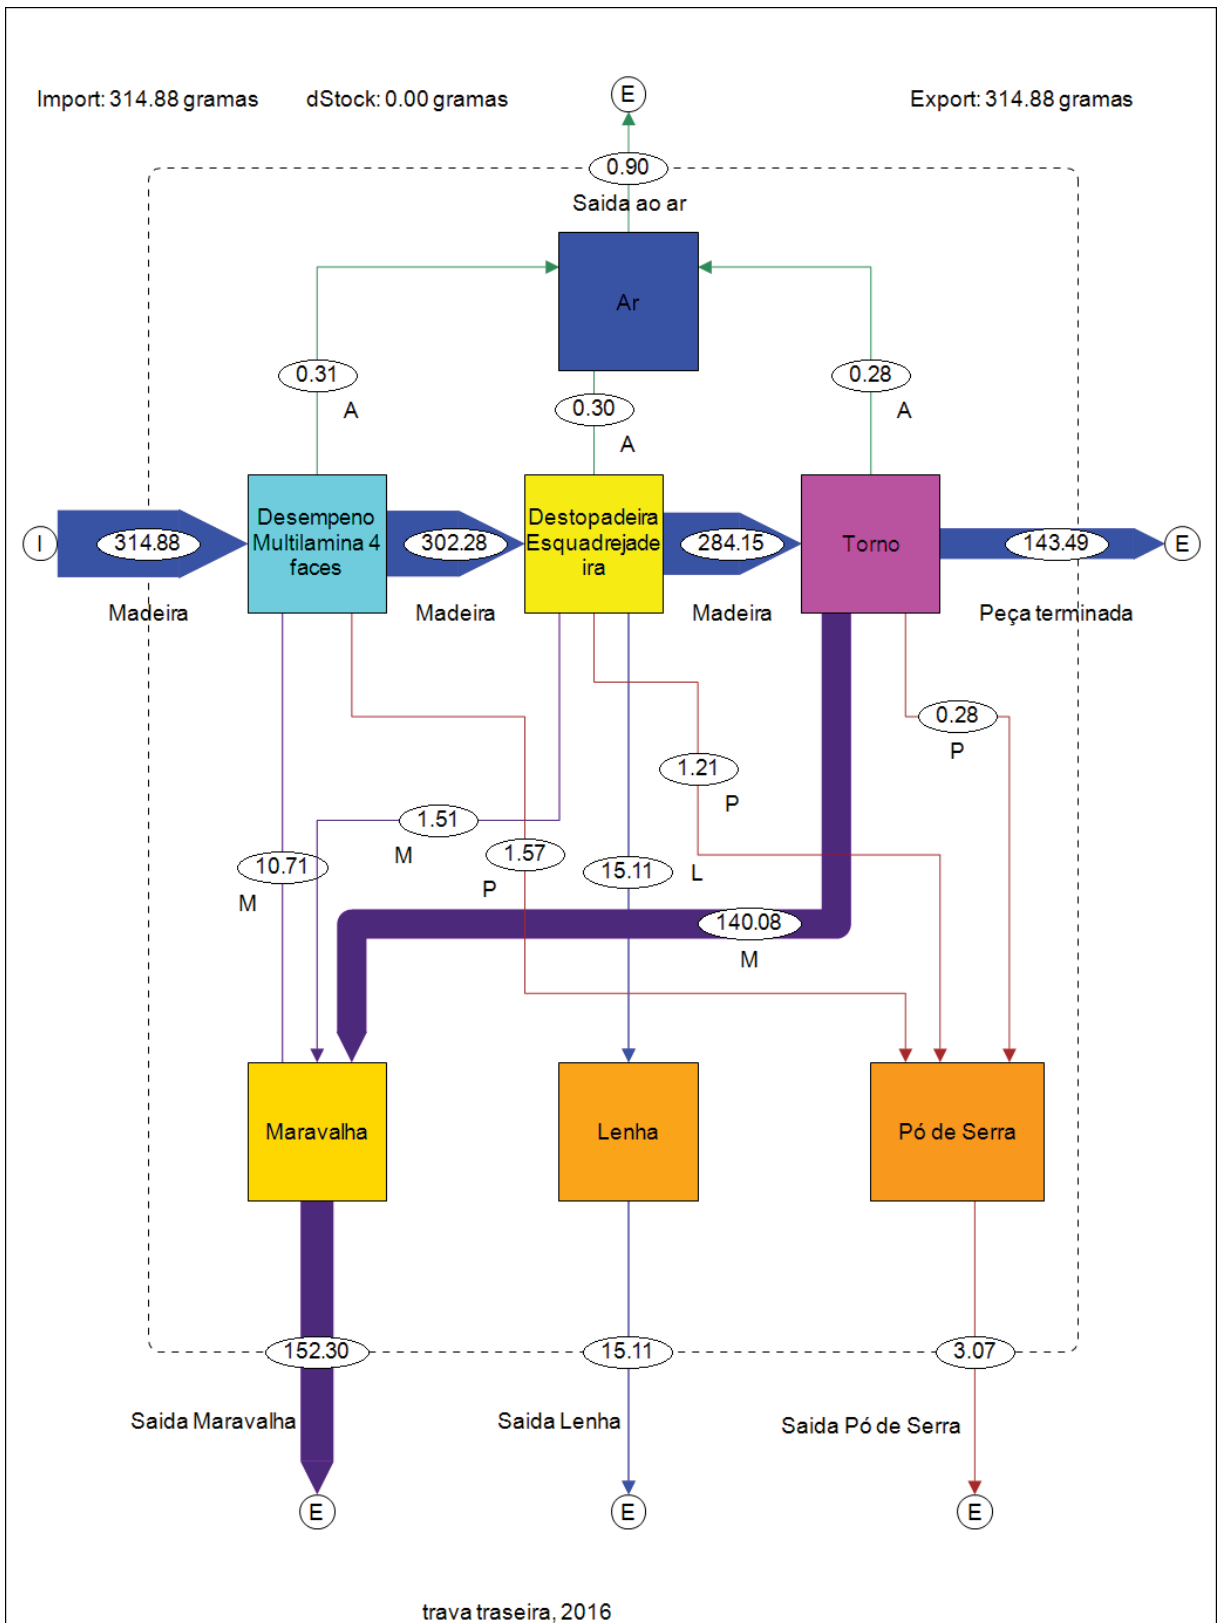 E
Import: 314.88 gramas
dStock: 0.00 gramas
Export: 314.88 gramas
0.90
Saida ao ar
Ar
0.31
A
0.30
A
0.28
A
I
314.88
Madeira
Desempeno
Multilamina 4
faces
302.28
Madeira
Destopadeira
Esquadrejade
ira
284.15
Madeira
Torno
143.49
Peça terminada
E
0.28
P
1.21
P
1.51
M
1.57
P
10.71
M
15.11
L
140.08
M
Maravalha
Lenha
Pó de Serra
152.30
15.11
3.07
Saida Maravalha
Saida Lenha
Saida Pó de Serra
E
E
E
trava traseira, 2016